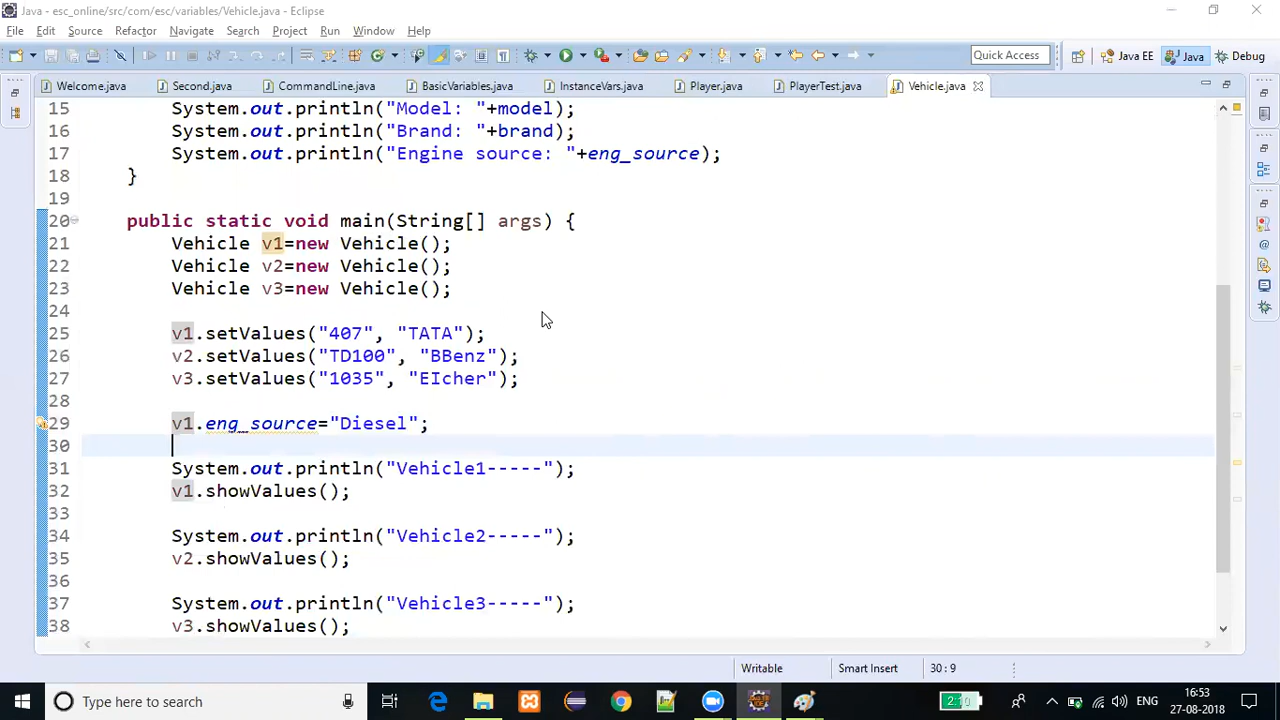 Java - esc_online/src/com/esc/variables/Vehicle.java - Eclipse
File Edit Source Refactor Navigate Search Project Run Window Help
Quick Access Java EE Java Debug
Welcome.java Second.java CommandLine.java BasicVariables.java InstanceVars.java Player.java PlayerTest.java Vehicle.java
15 System.out.println("Model: "+model);
16 System.out.println("Brand: "+brand);
17 System.out.println("Engine source: "+eng_source);
18 }
19
20 public static void main(String[] args) {
21 Vehicle v1=new Vehicle();
22 Vehicle v2=new Vehicle();
23 Vehicle v3=new Vehicle();
24
25 v1.setValues("407", "TATA");
26 v2.setValues("TD100", "BBenz");
27 v3.setValues("1035", "EIcher");
28
29 v1.eng_source="Diesel";
30
31 System.out.println("Vehicle1-----");
32 v1.showValues();
33
34 System.out.println("Vehicle2-----");
35 v2.showValues();
36
37 System.out.println("Vehicle3-----");
38 v3.showValues();
Writable Smart Insert 30 : 9
Type here to search 2:10 ENG 16:53
27-08-2018